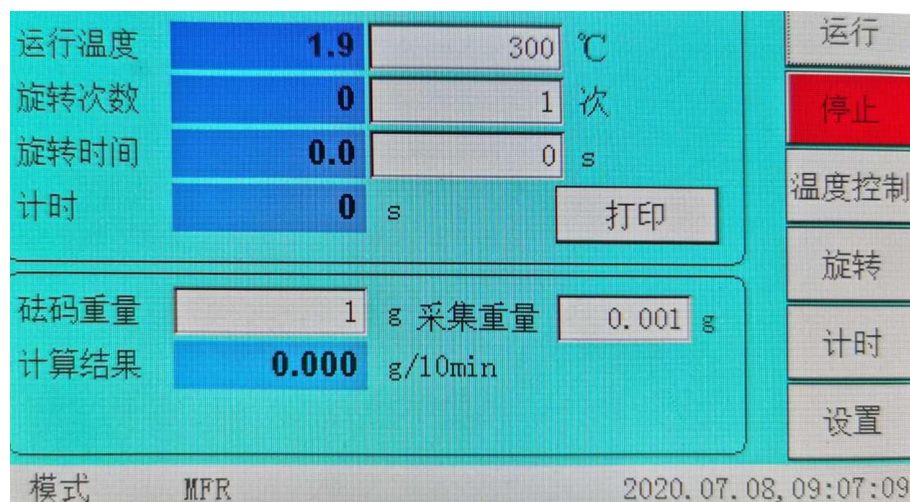 运行温度 1.9 300 ℃ 运行
旋转次数 0 1 次 停止
旋转时间 0.0 0 s 温度控制
计时 0 s 打印 旋转
砝码重量 1 g 采集重量 0.001 g 计时
计算结果 0.000 g/10min 设置
模式 MFR 2020.07.08,09:07:09